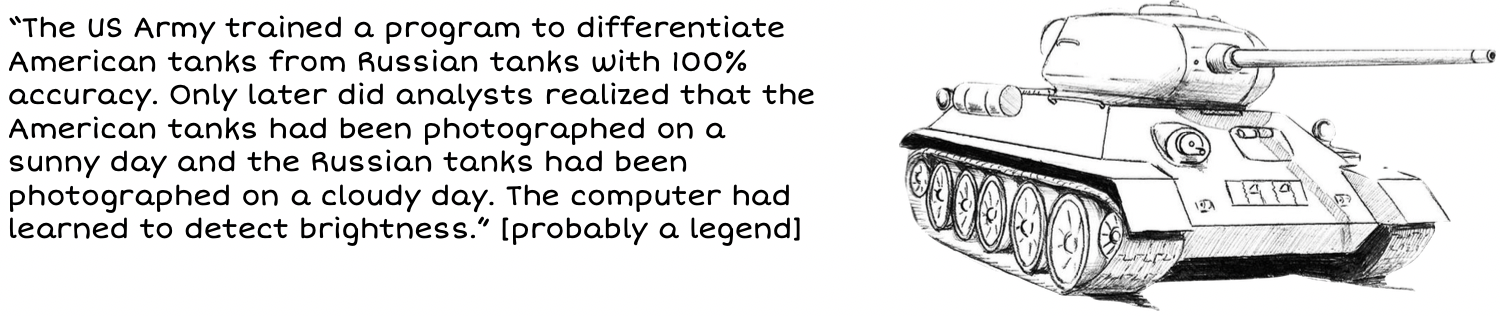 “The US Army trained a program to differentiate
American tanks from Russian tanks with 100%
accuracy. Only later did analysts realized that the
American tanks had been photographed on a
sunny day and the Russian tanks had been
photographed on a cloudy day. The computer had
learned to detect brightness.” [probably a legend]